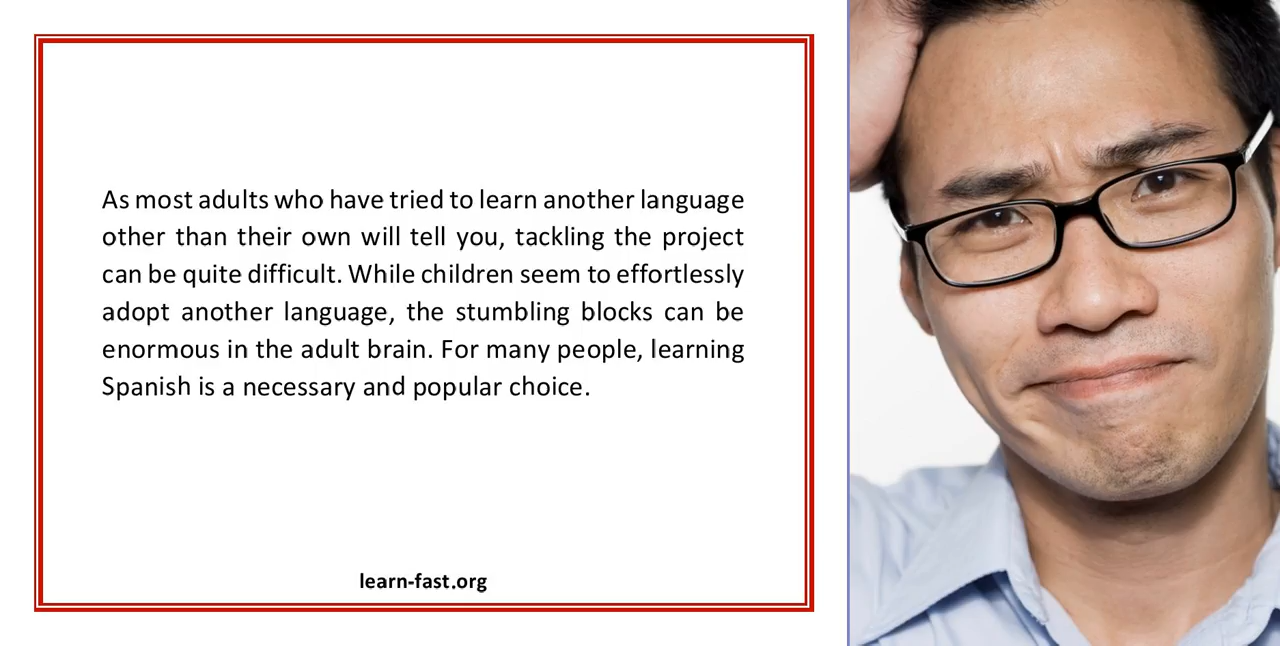 As most adults who have tried to learn another language
other than their own will tell you, tackling the project
can be quite difficult. While children seem to effortlessly
adopt another language, the stumbling blocks can be
enormous in the adult brain. For many people, learning
Spanish is a necessary and popular choice.
learn-fast.org